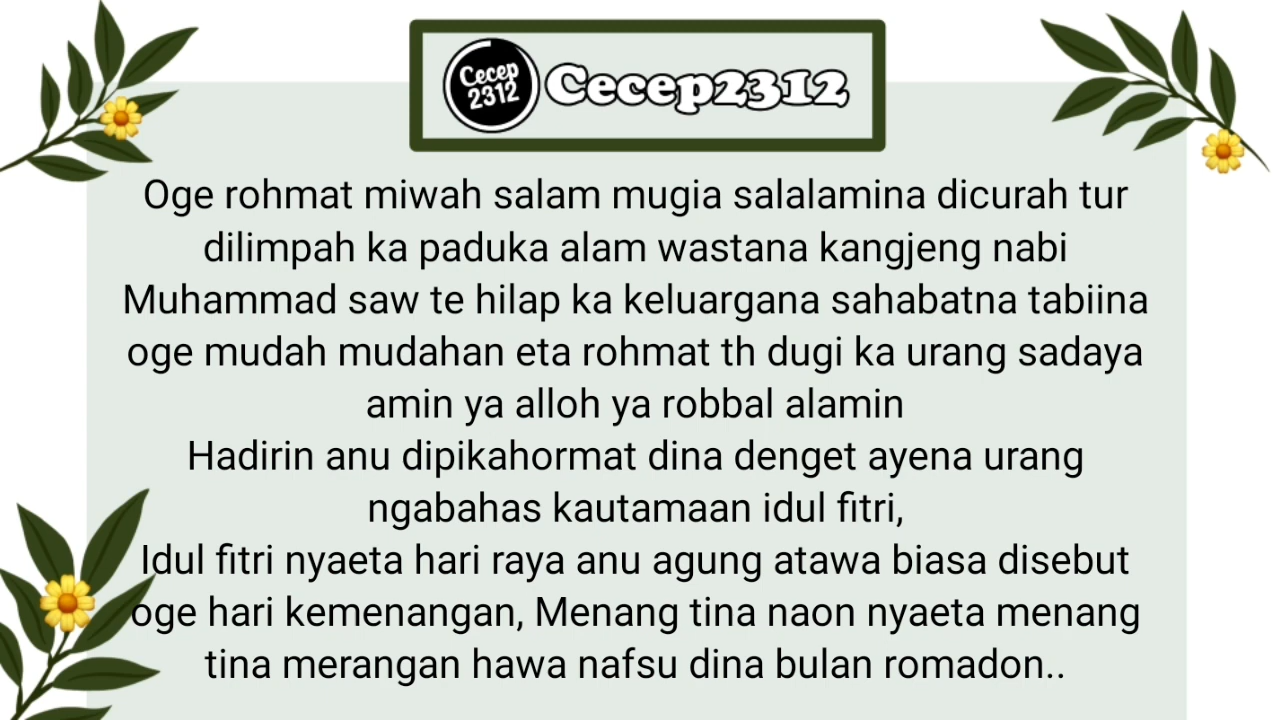 Cecep
2312
Cecep2312
Oge rohmat miwah salam mugia salalamina dicurah tur
dilimpah ka paduka alam wastana kangjeng nabi
Muhammad saw te hilap ka keluargana sahabatna tabiina
oge mudah mudahan eta rohmat th dugi ka urang sadaya
amin ya alloh ya robbal alamin
Hadirin anu dipikahormat dina denget ayena urang
ngabahas kautamaan idul fitri,
Idul fitri nyaeta hari raya anu agung atawa biasa disebut
oge hari kemenangan, Menang tina naon nyaeta menang
tina merangan hawa nafsu dina bulan romadon..